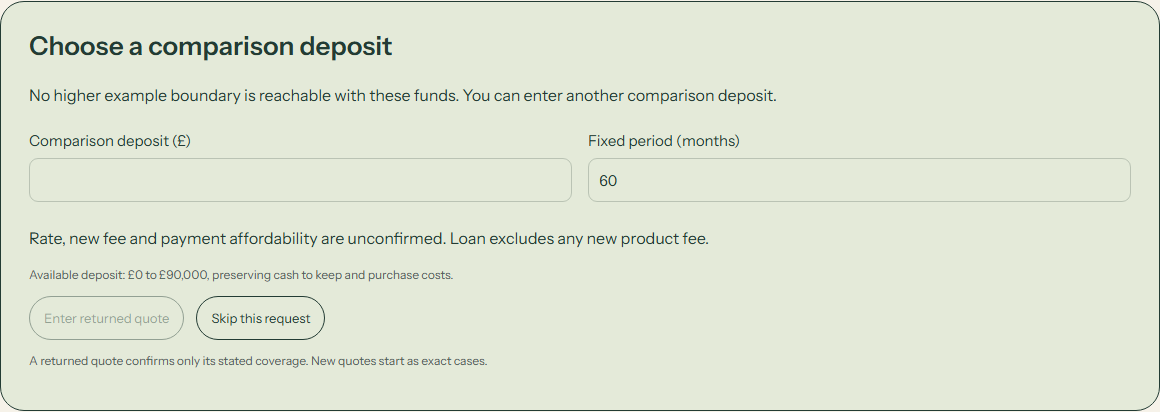 Choose a comparison deposit
No higher example boundary is reachable with these funds. You can enter another comparison deposit.
Comparison deposit (£)
Fixed period (months)
60
Rate, new fee and payment affordability are unconfirmed. Loan excludes any new product fee.
Available deposit: £0 to £90,000, preserving cash to keep and purchase costs.
Enter returned quote
Skip this request
A returned quote confirms only its stated coverage. New quotes start as exact cases.